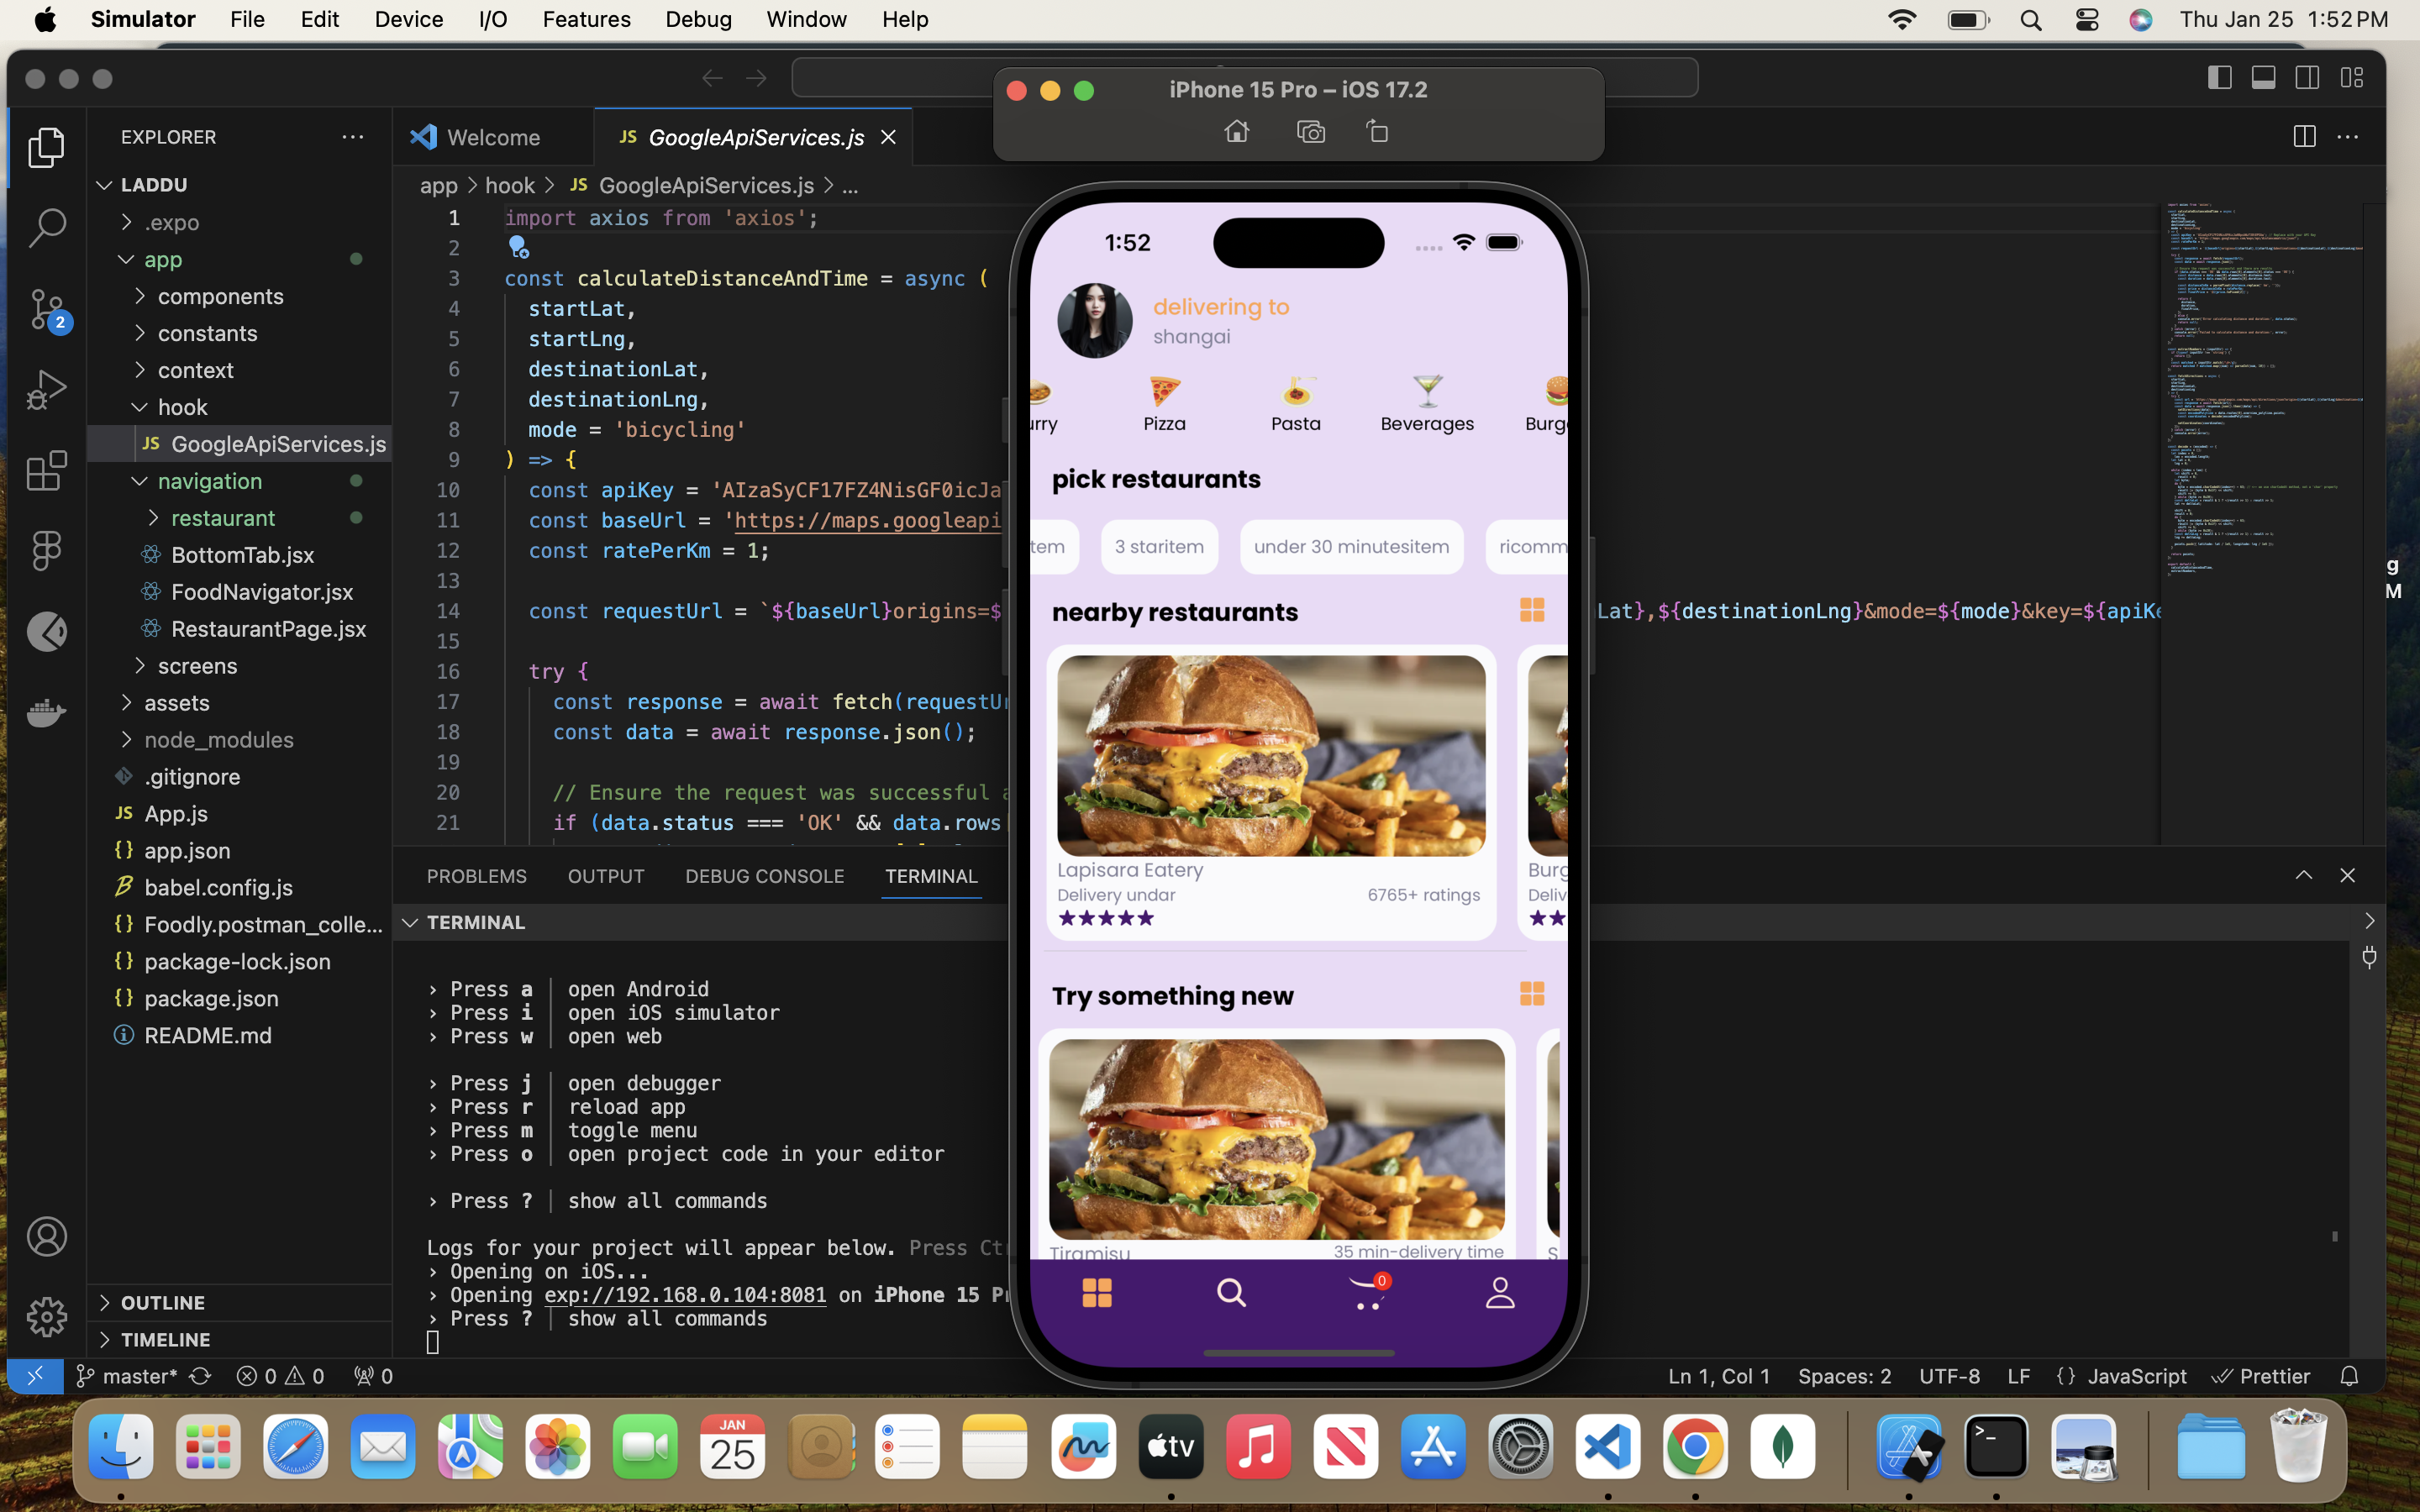 Simulator File Edit Device I/O Features Debug Window Help
Thu Jan 25 1:52 PM
iPhone 15 Pro – iOS 17.2
EXPLORER
LADDU
.expo
app
components
constants
context
hook
JS GoogleApiServices.js
navigation
restaurant
BottomTab.jsx
FoodNavigator.jsx
RestaurantPage.jsx
screens
assets
node_modules
.gitignore
JS App.js
{} app.json
babel.config.js
{} Foodly.postman_colle...
{} package-lock.json
{} package.json
README.md
OUTLINE
TIMELINE
2
Welcome
JS GoogleApiServices.js
app > hook > JS GoogleApiServices.js > ...
1 import axios from 'axios';
2
3 const calculateDistanceAndTime = async (
4 startLat,
5 startLng,
6 destinationLat,
7 destinationLng,
8 mode = 'bicycling'
9 ) => {
10 const apiKey = 'AIzaSyCF17FZ4NisGF0icJa
11 const baseUrl = 'https://maps.googleapi
12 const ratePerKm = 1;
13
14 const requestUrl = `${baseUrl}origins=$
Lat},${destinationLng}&mode=${mode}&key=${apiKe
15
16 try {
17 const response = await fetch(requestUr
18 const data = await response.json();
19
20 // Ensure the request was successful a
21 if (data.status === 'OK' && data.rows
PROBLEMS OUTPUT DEBUG CONSOLE TERMINAL
TERMINAL
› Press a │ open Android
› Press i │ open iOS simulator
› Press w │ open web
› Press j │ open debugger
› Press r │ reload app
› Press m │ toggle menu
› Press o │ open project code in your editor
› Press ? │ show all commands
Logs for your project will appear below. Press Ct
› Opening on iOS...
› Opening exp://192.168.0.104:8081 on iPhone 15 P
› Press ? │ show all commands
master* 0 0 0
Ln 1, Col 1 Spaces: 2 UTF-8 LF {} JavaScript Prettier
1:52
delivering to
shangai
urry Pizza Pasta Beverages Burg
pick restaurants
tem 3 staritem under 30 minutesitem ricomm
nearby restaurants
Lapisara Eatery
Delivery undar 6765+ ratings
Burg
Deliv
Try something new
Tiramisu 35 min-delivery time S
0
g
M
JAN
25
tv